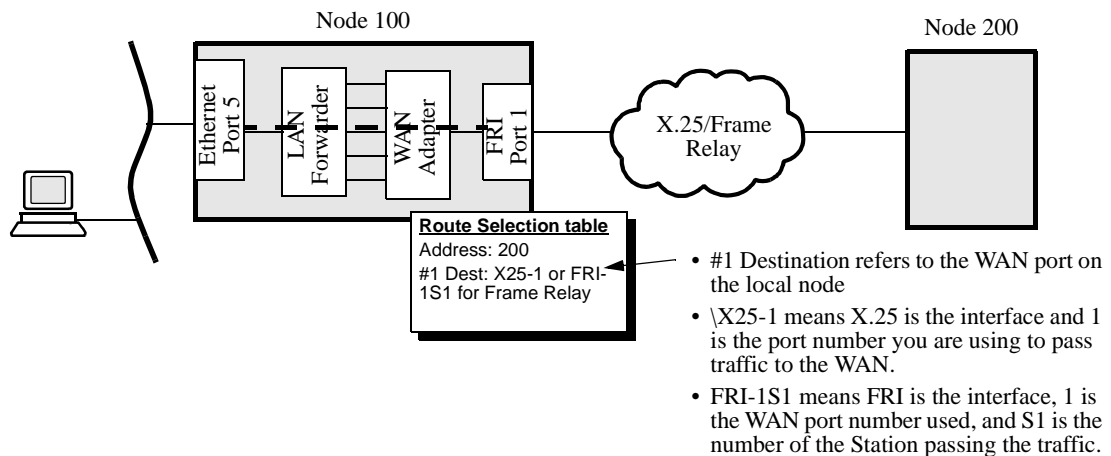 Node 100
Node 200
Ethernet
Port 5
LAN
Forwarder
WAN
Adapter
FRI
Port 1
X.25/Frame
Relay
Route Selection table
Address: 200
#1 Dest: X25-1 or FRI-
1S1 for Frame Relay
• #1 Destination refers to the WAN port on
the local node
• \X25-1 means X.25 is the interface and 1
is the port number you are using to pass
traffic to the WAN.
• FRI-1S1 means FRI is the interface, 1 is
the WAN port number used, and S1 is the
number of the Station passing the traffic.